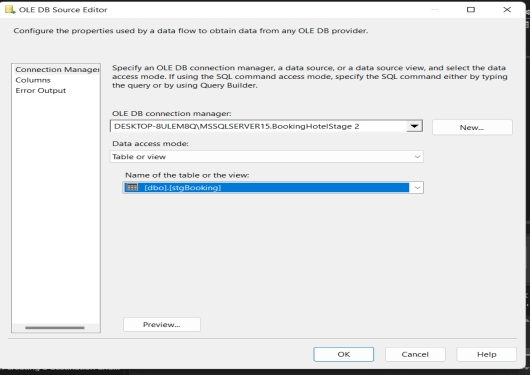 OLE DB Source Editor
Configure the properties used by a data flow to obtain data from any OLE DB provider.
Connection Manager
Columns
Error Output
Specify an OLE DB connection manager, a data source, or a data source view, and select the data
access mode. If using the SQL command access mode, specify the SQL command either by typing
the query or by using Query Builder.
OLE DB connection manager:
DESKTOP-8ULEM8Q\MSSQLSERVER15.BookingHotelStage 2
New...
Data access mode:
Table or view
Name of the table or the view:
[dbo].[stgBooking]
Preview...
OK
Cancel
Help